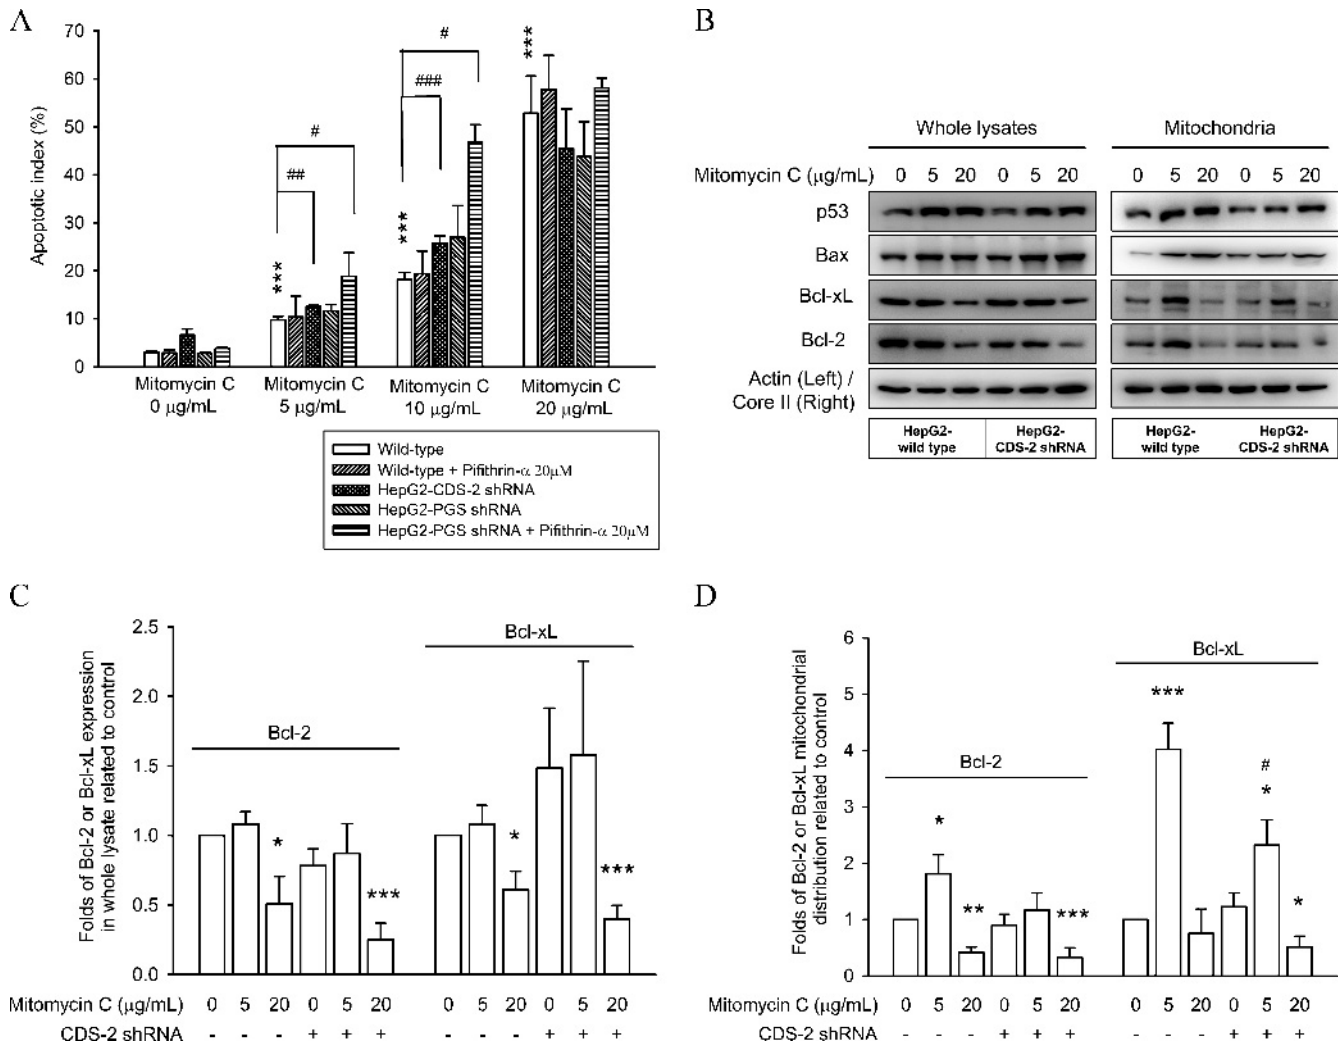 A
70
60
50
40
30
20
10
0
Apoptotic index (%)
***
##
#
***
###
#
***
Mitomycin C
0 μg/mL
Mitomycin C
5 μg/mL
Mitomycin C
10 μg/mL
Mitomycin C
20 μg/mL
Wild-type
Wild-type + Pifithrin-α 20μM
HepG2-CDS-2 shRNA
HepG2-PGS shRNA
HepG2-PGS shRNA + Pifithrin-α 20μM
B
Whole lysates Mitochondria
Mitomycin C (μg/mL) 0 5 20 0 5 20 0 5 20 0 5 20
p53
Bax
Bcl-xL
Bcl-2
Actin (Left) /
Core II (Right)
HepG2-
wild type
HepG2-
CDS-2 shRNA
HepG2-
wild type
HepG2-
CDS-2 shRNA
C
Folds of Bcl-2 or Bcl-xL expression
in whole lysate related to control
2.5
2.0
1.5
1.0
0.5
0.0
Bcl-2
Bcl-xL
*
***
*
***
Mitomycin C (μg/mL) 0 5 20 0 5 20 0 5 20 0 5 20
CDS-2 shRNA - - - + + + - - - + + +
D
Folds of Bcl-2 or Bcl-xL mitochondrial
distribution related to control
6
5
4
3
2
1
0
Bcl-2
Bcl-xL
*
**
***
***
#
*
*
Mitomycin C (μg/mL) 0 5 20 0 5 20 0 5 20 0 5 20
CDS-2 shRNA - - - + + + - - - + + +